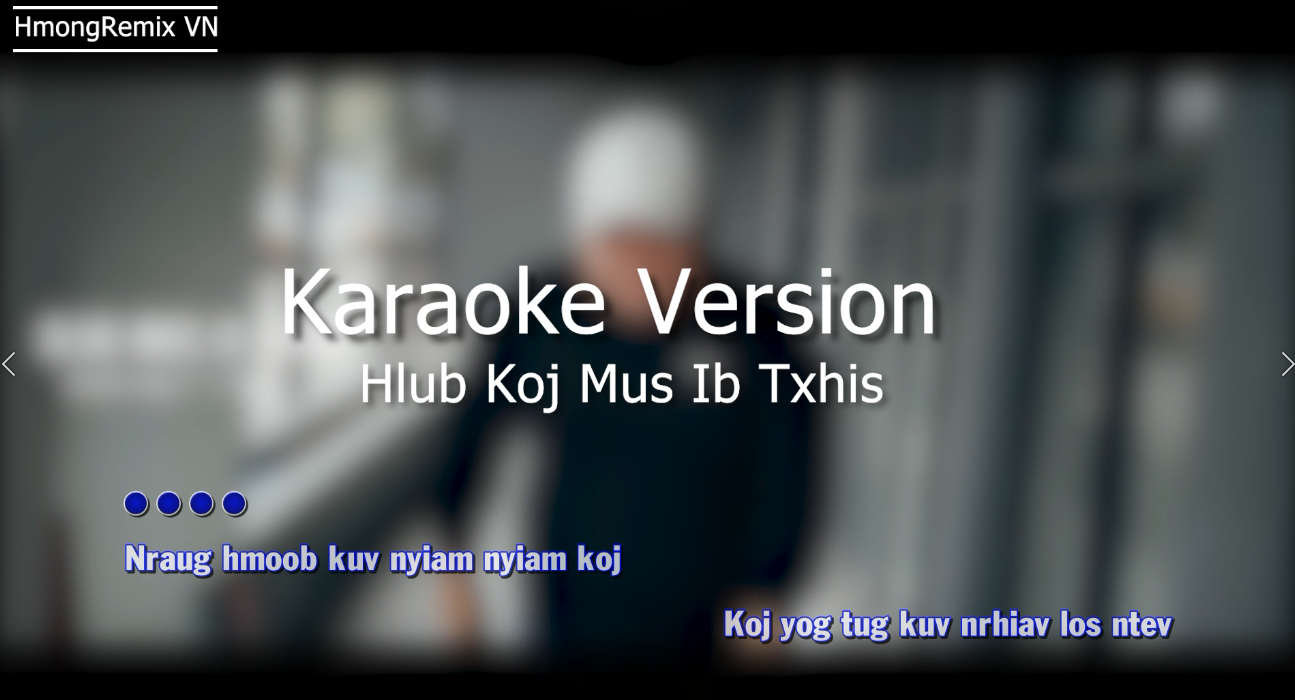 HmongRemix VN
Karaoke Version
Hlub Koj Mus Ib Txhis
Nraug hmoob kuv nyiam nyiam koj
Koj yog tug kuv nrhiav los ntev